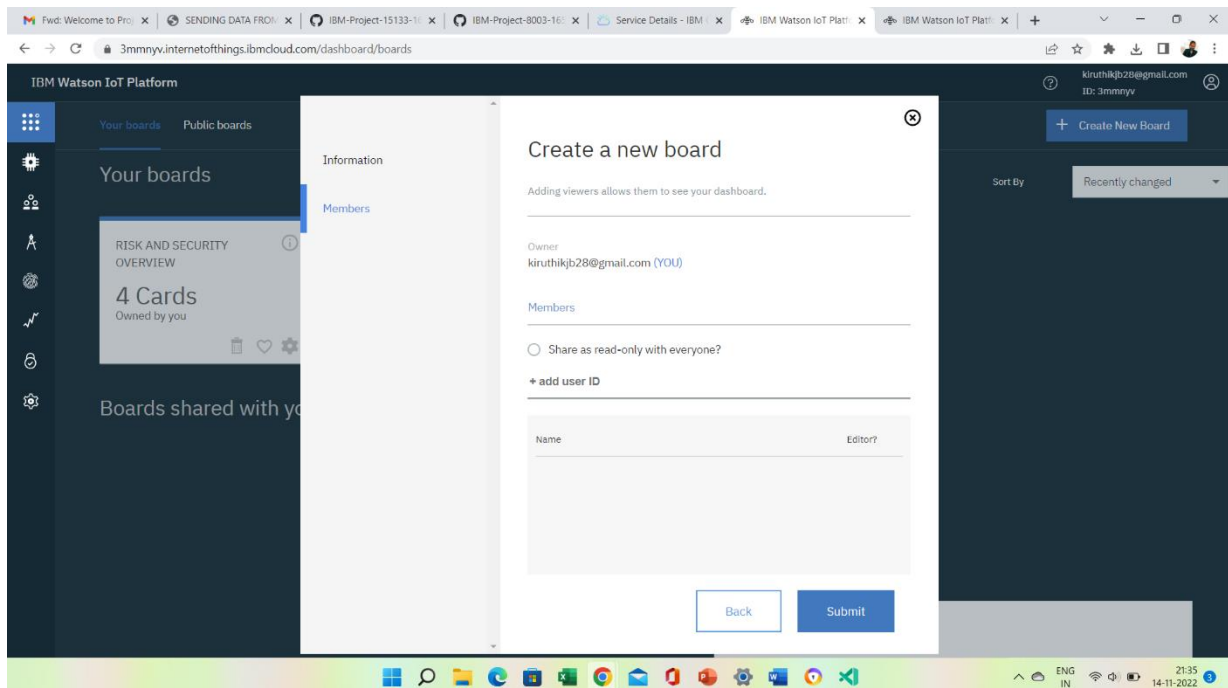 Fwd: Welcome to Proj
SENDING DATA FROM
IBM-Project-15133-16
IBM-Project-8003-165
Service Details - IBM
IBM Watson IoT Platf
IBM Watson IoT Platf
3mmnyv.internetofthings.ibmcloud.com/dashboard/boards
IBM Watson IoT Platform
kiruthikjb28@gmail.com
ID: 3mmnyv
Your boards
Public boards
+ Create New Board
Your boards
Sort By
Recently changed
RISK AND SECURITY
OVERVIEW
4 Cards
Owned by you
Boards shared with yo
Information
Members
Create a new board
Adding viewers allows them to see your dashboard.
Owner
kiruthikjb28@gmail.com (YOU)
Members
Share as read-only with everyone?
+ add user ID
Name
Editor?
Back
Submit
ENG
IN
21:35
14-11-2022
3